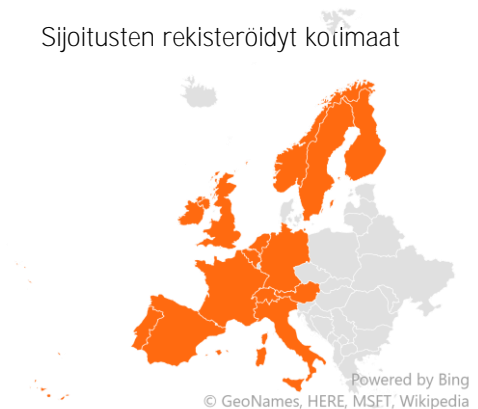 Sijoitusten rekisteröidyt kotimaat
Powered by Bing
© GeoNames, HERE, MSFT, Wikipedia